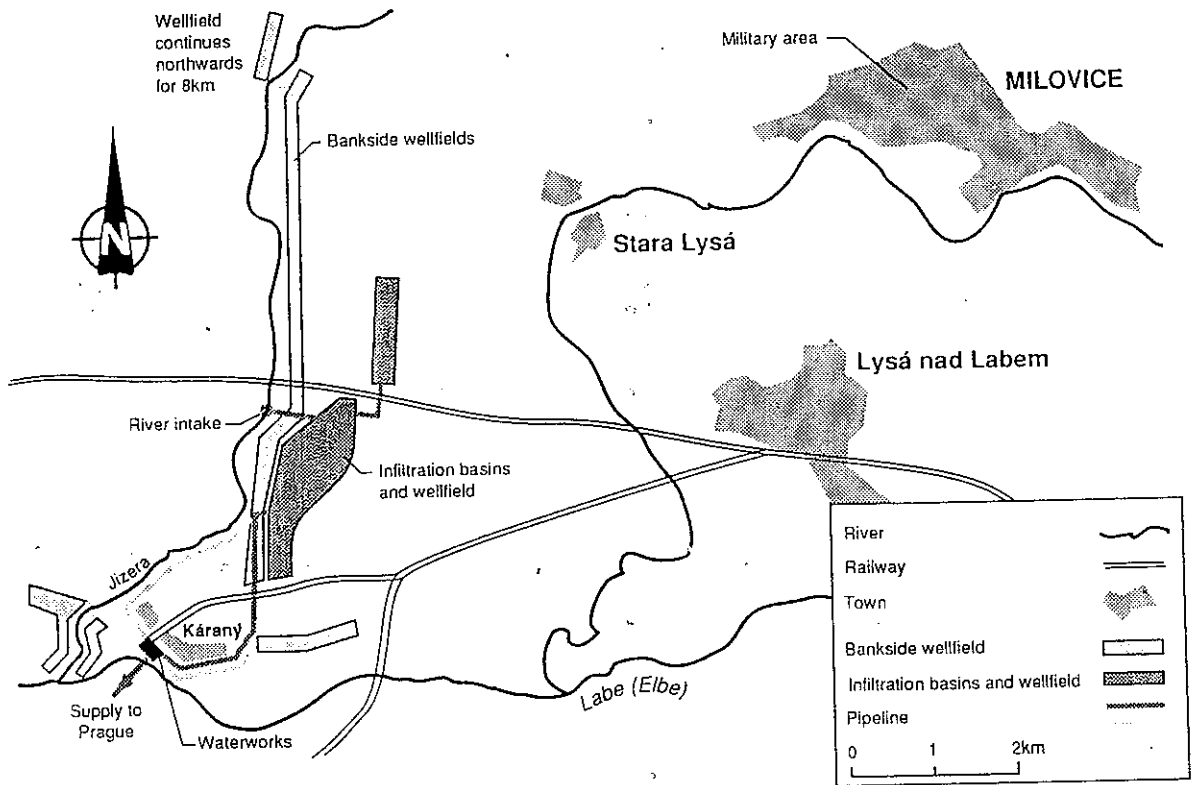 Wellfield
continues
northwards
for 8km
Military area
MILOVICE
Bankside wellfields
N
Stara Lysá
Lysá nad Labem
River intake
Infiltration basins
and wellfield
Jizera
Káraný
Labe (Elbe)
Supply to
Prague
Waterworks
River
Railway
Town
Bankside wellfield
Infiltration basins and wellfield
Pipeline
0 1 2km